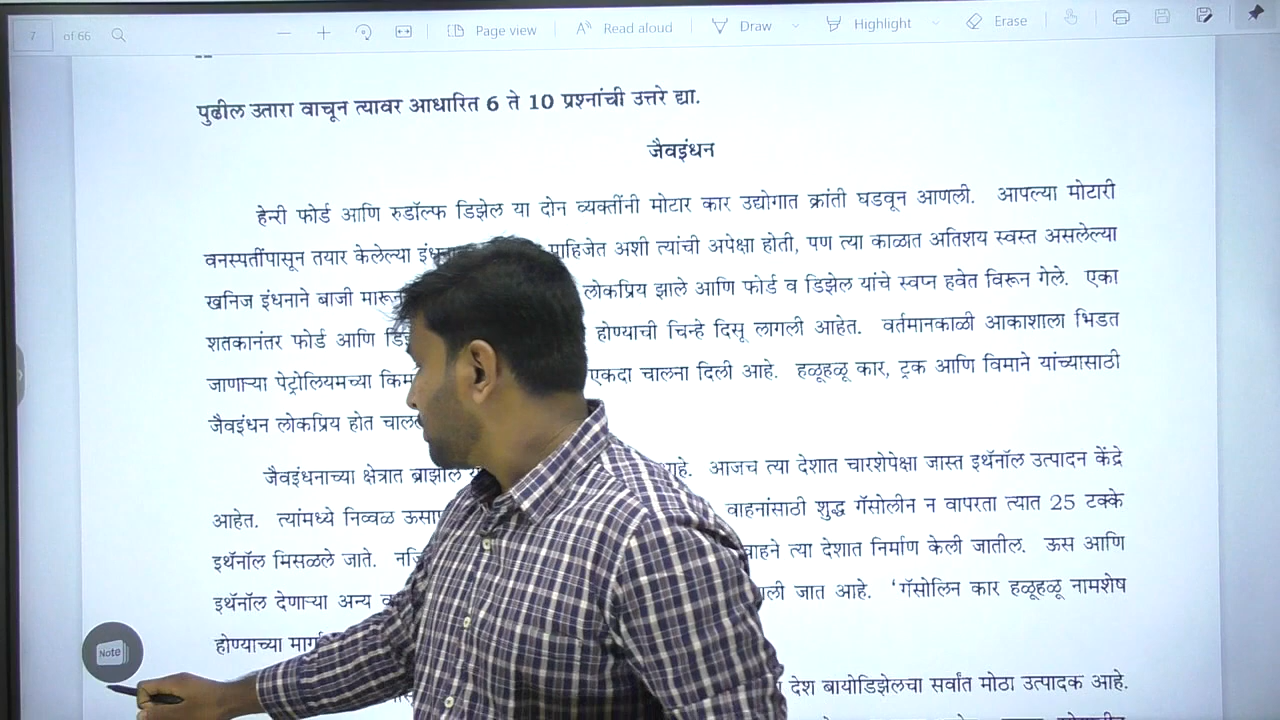 7 of 66 Page view Read aloud Draw Highlight Erase
पुढील उतारा वाचून त्यावर आधारित 6 ते 10 प्रश्नांची उत्तरे द्या.
जैवइंधन
हेन्री फोर्ड आणि रुडॉल्फ डिझेल या दोन व्यक्तींनी मोटार कार उद्योगात क्रांती घडवून आणली. आपल्या मोटारी
वनस्पतींपासून तयार केलेल्या पाहिजेत अशी त्यांची अपेक्षा होती, पण त्या काळात अतिशय स्वस्त असलेल्या
खनिज इंधनाने बाजी लोकप्रिय झाले आणि फोर्ड व डिझेल यांचे स्वप्न हवेत विरून गेले. एका
शतकानंतर फोर्ड आणि होण्याची चिन्हे दिसू लागली आहेत. वर्तमानकाळी आकाशाला भिडत
जाणाऱ्या पेट्रोलियमच्या एकदा चालना दिली आहे. हळूहळू कार, ट्रक आणि विमाने यांच्यासाठी
जैवइंधन लोकप्रिय होत
जैवइंधनाच्या क्षेत्रात ब्राझील आहे. आजच त्या देशात चारशेपेक्षा जास्त इथॅनॉल उत्पादन केंद्रे
आहेत. त्यांमध्ये निव्वळ वाहनांसाठी शुद्ध गॅसोलीन न वापरता त्यात 25 टक्के
इथॅनॉल मिसळले जाते. वाहने त्या देशात निर्माण केली जातील. ऊस आणि
इथॅनॉल देणाऱ्या अन्य जात आहे. 'गॅसोलिन कार हळूहळू नामशेष
होण्याच्या
Note
देश बायोडिझेलचा सर्वांत मोठा उत्पादक आहे.